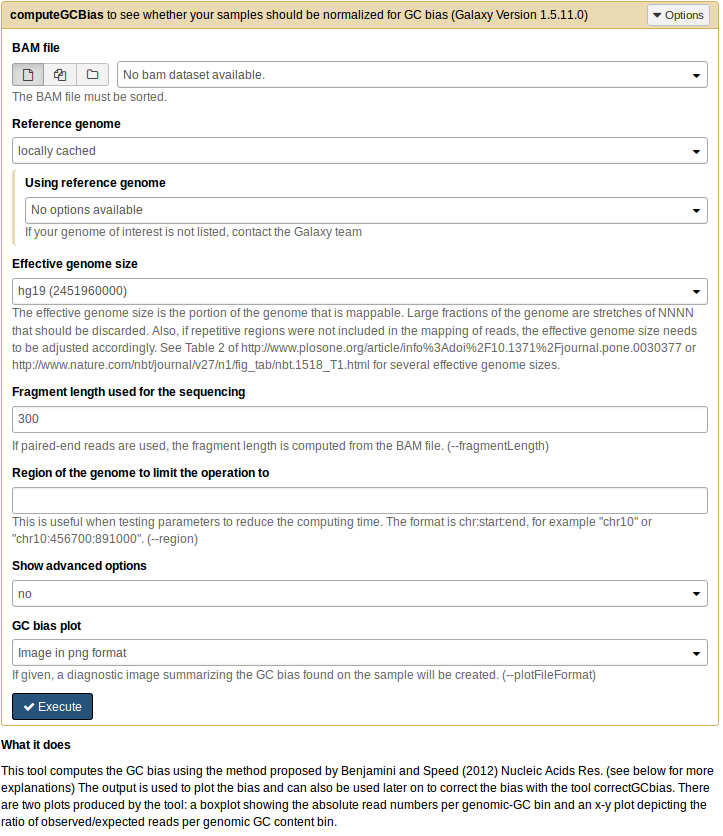 computeGCBias to see whether your samples should be normalized for GC bias (Galaxy Version 1.5.11.0)
Options
BAM file
No bam dataset available.
The BAM file must be sorted.
Reference genome
locally cached
Using reference genome
No options available
If your genome of interest is not listed, contact the Galaxy team
Effective genome size
hg19 (2451960000)
The effective genome size is the portion of the genome that is mappable. Large fractions of the genome are stretches of NNNN
that should be discarded. Also, if repetitive regions were not included in the mapping of reads, the effective genome size needs
to be adjusted accordingly. See Table 2 of http://www.plosone.org/article/info%3Adoi%2F10.1371%2Fjournal.pone.0030377 or
http://www.nature.com/nbt/journal/v27/n1/fig_tab/nbt.1518_T1.html for several effective genome sizes.
Fragment length used for the sequencing
300
If paired-end reads are used, the fragment length is computed from the BAM file. (--fragmentLength)
Region of the genome to limit the operation to
This is useful when testing parameters to reduce the computing time. The format is chr:start:end, for example "chr10" or
"chr10:456700:891000". (--region)
Show advanced options
no
GC bias plot
Image in png format
If given, a diagnostic image summarizing the GC bias found on the sample will be created. (--plotFileFormat)
Execute
What it does
This tool computes the GC bias using the method proposed by Benjamini and Speed (2012) Nucleic Acids Res. (see below for more
explanations) The output is used to plot the bias and can also be used later on to correct the bias with the tool correctGCbias. There
are two plots produced by the tool: a boxplot showing the absolute read numbers per genomic-GC bin and an x-y plot depicting the
ratio of observed/expected reads per genomic GC content bin.